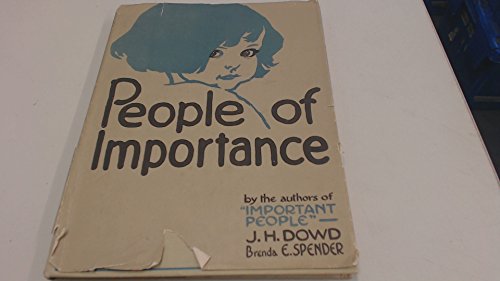 People of
Importance
by the authors of
"IMPORTANT
PEOPLE"—
J.H. DOWD
Brenda E. SPENDER